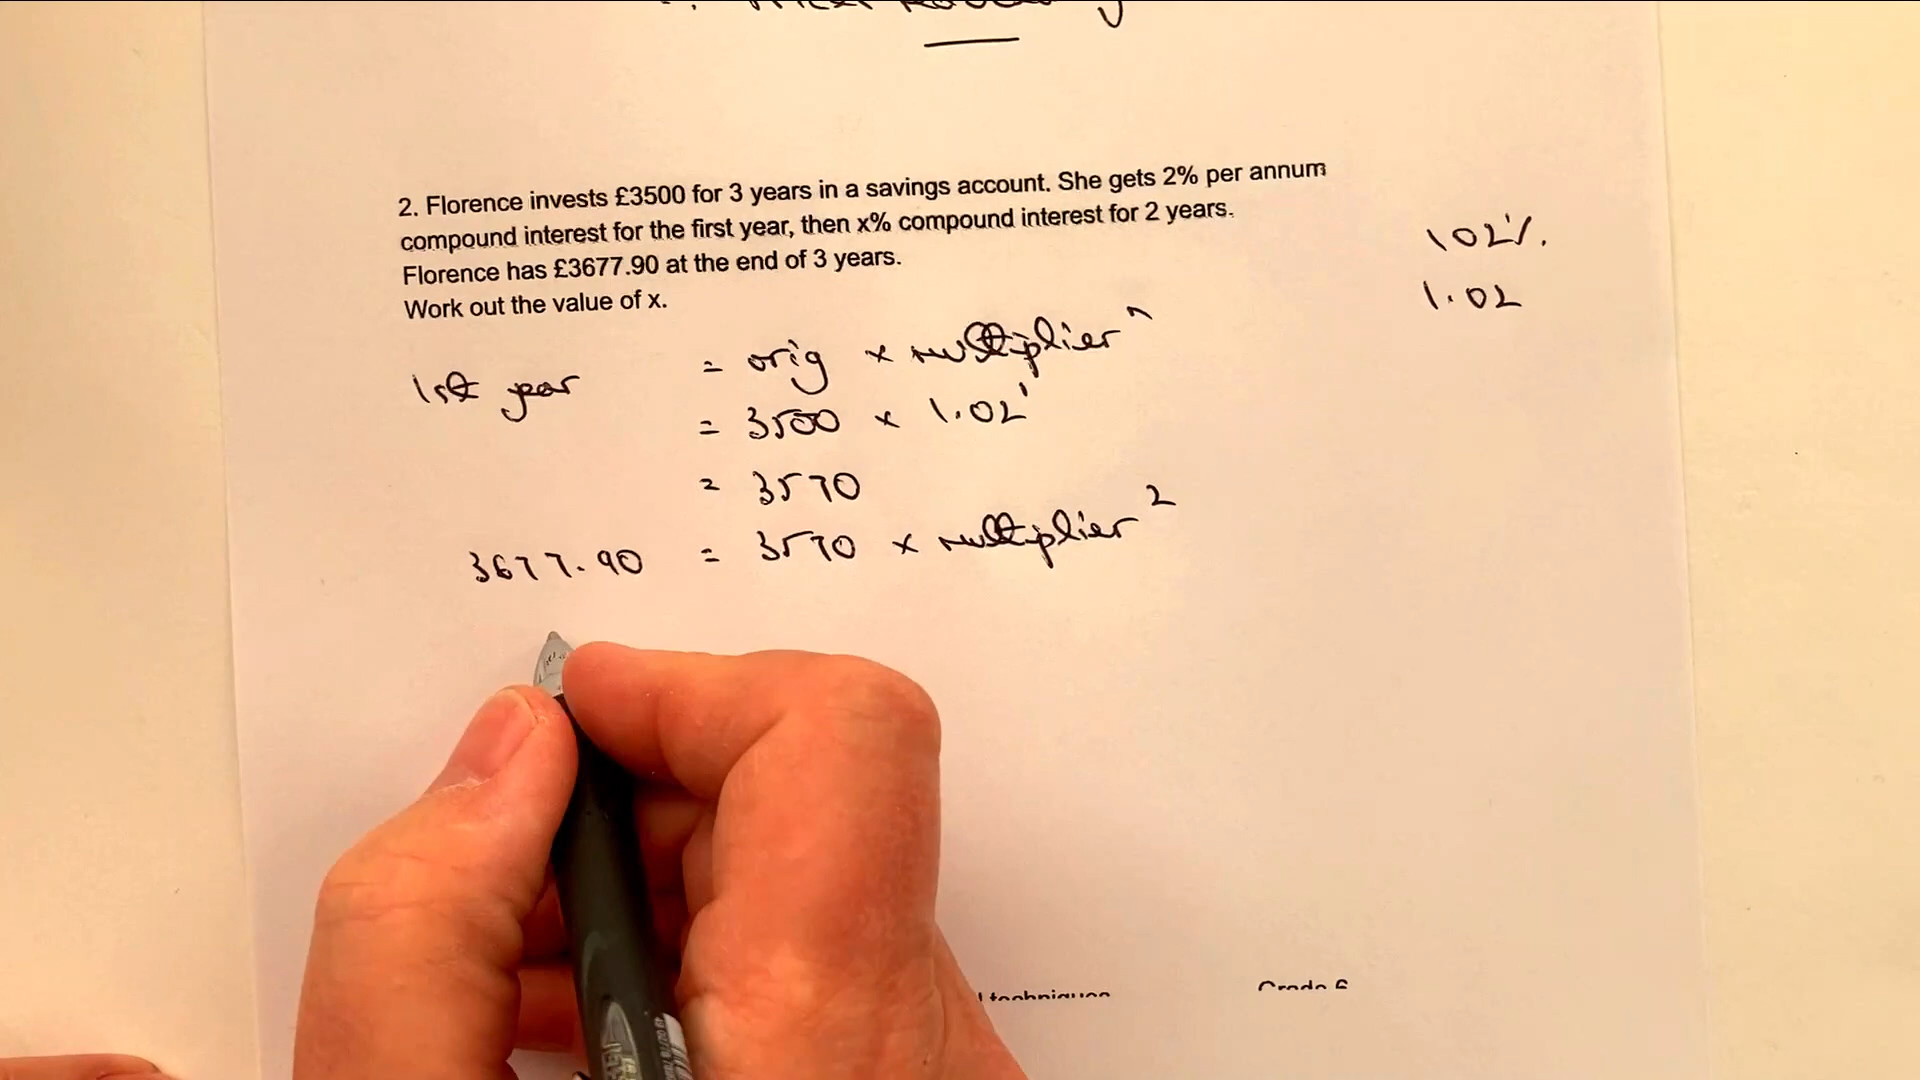 2. Florence invests £3500 for 3 years in a savings account. She gets 2% per annum
compound interest for the first year, then x% compound interest for 2 years.
Florence has £3677.90 at the end of 3 years.
Work out the value of x.
102%.
1.02
1st year = orig × multiplier^n
= 3500 × 1.02^1
= 3570
3677.90 = 3570 × multiplier^2
techniques
Grade 6